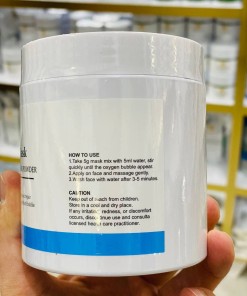 HOW TO USE
1.Take 5g mask mix with 5ml water, stir
quickly until the oxygen bubble appear
2.Apply on face and massage gently.
3.Wash face with water after 3-5 minutes.
CAUTION
Keep out of reach from children.
Store in a cool and dry place.
If any irritation, redness, or discomfort
occurs, discontinue use and consult a
licensed health care practitioner.